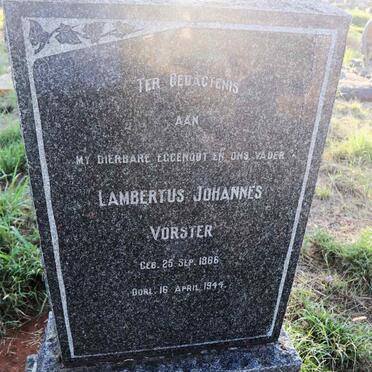 TER GEDAGTENIS
AAN
MY DIERBARE EGGENOOT EN ONS VADER
LAMBERTUS JOHANNES
VORSTER
GEB. 25 SEP. 1886
OORL. 16 APRIL 1944.